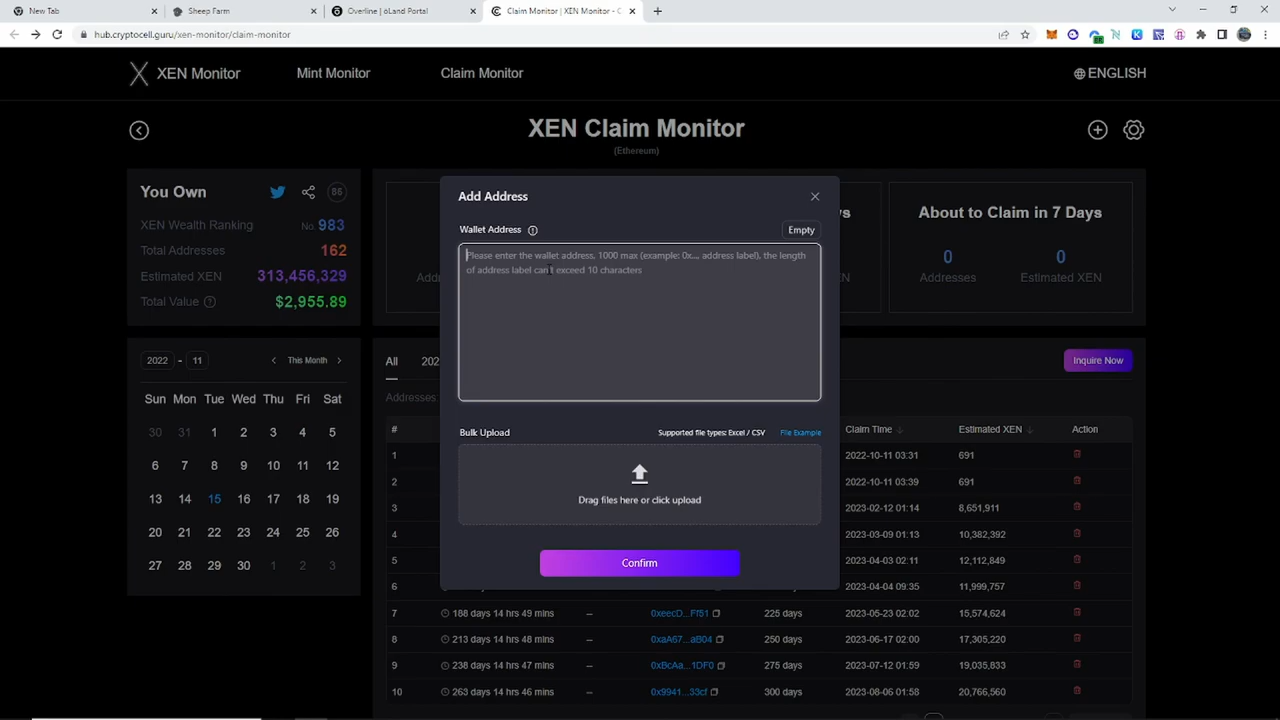 New Tab
Sheep Farm
Overline | oLand Portal
Claim Monitor | XEN Monitor - C
hub.cryptocell.guru/xen-monitor/claim-monitor
XEN Monitor
Mint Monitor
Claim Monitor
ENGLISH
XEN Claim Monitor
(Ethereum)
You Own
86
XEN Wealth Ranking
No. 983
Total Addresses
162
Estimated XEN
313,456,329
Total Value
$2,955.89
About to Claim in 7 Days
0
Addresses
0
Estimated XEN
Add Address
Wallet Address
Empty
Please enter the wallet address, 1000 max (example: 0x..., address label), the length
of address label can't exceed 10 characters
Bulk Upload
Supported file types: Excel / CSV
File Example
Drag files here or click upload
Confirm
2022 - 11
This Month
Sun Mon Tue Wed Thu Fri Sat
30 31 1 2 3 4 5
6 7 8 9 10 11 12
13 14 15 16 17 18 19
20 21 22 23 24 25 26
27 28 29 30 1 2 3
All
202
Inquire Now
Addresses
# Claim Time Estimated XEN Action
1 2022-10-11 03:31 691
2 2022-10-11 03:39 691
3 2023-02-12 01:14 8,651,911
4 2023-03-09 01:13 10,382,392
5 2023-04-03 02:11 12,112,849
6 2023-04-04 09:35 11,999,757
7 188 days 14 hrs 49 mins -- 0xeecD...Ff51 225 days 2023-05-23 02:02 15,574,624
8 213 days 14 hrs 48 mins -- 0xaA67...aB04 250 days 2023-06-17 02:00 17,305,220
9 238 days 14 hrs 47 mins -- 0xBcAa...1DF0 275 days 2023-07-12 01:59 19,035,833
10 263 days 14 hrs 46 mins -- 0x9941...33cf 300 days 2023-08-06 01:58 20,766,560